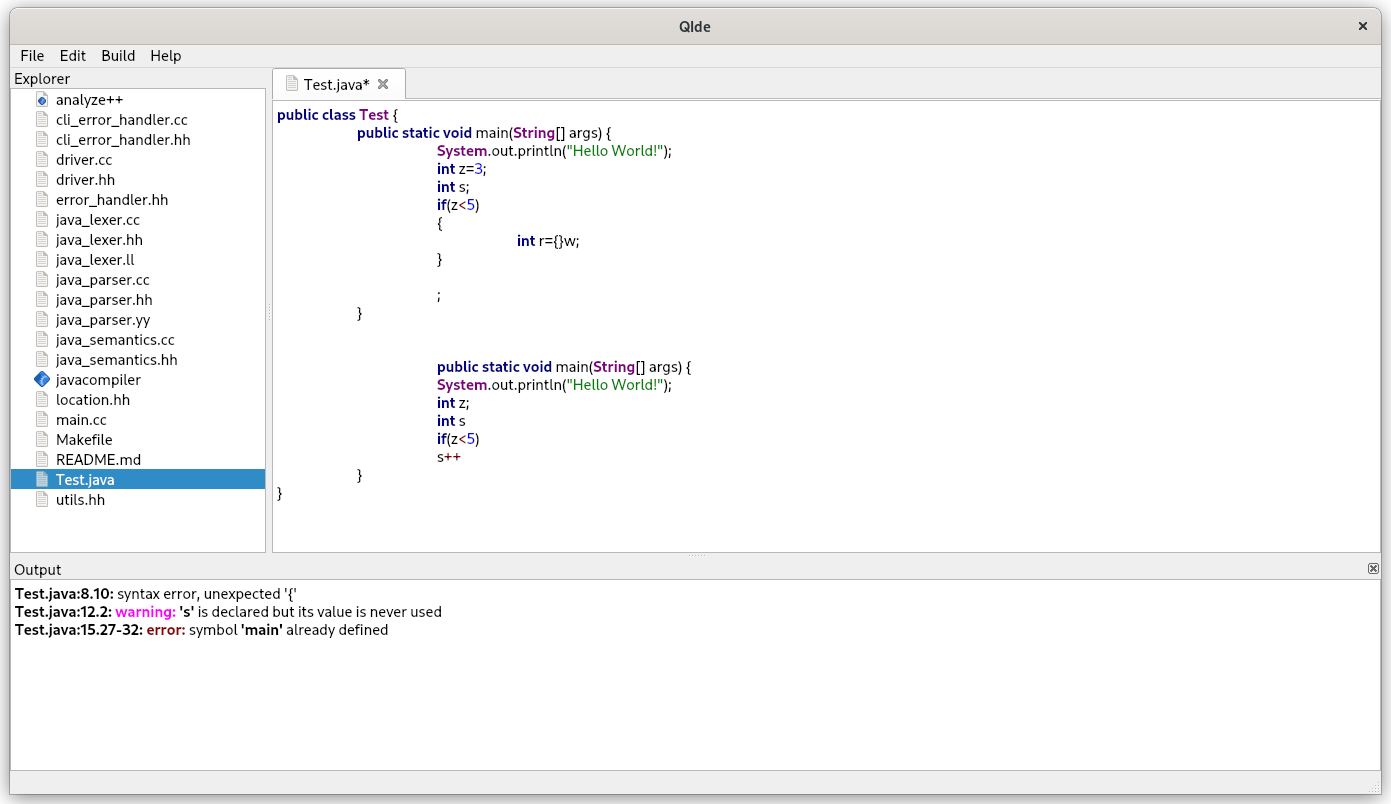 QIde
File Edit Build Help
Explorer
analyze++
cli_error_handler.cc
cli_error_handler.hh
driver.cc
driver.hh
error_handler.hh
java_lexer.cc
java_lexer.hh
java_lexer.ll
java_parser.cc
java_parser.hh
java_parser.yy
java_semantics.cc
java_semantics.hh
javacompiler
location.hh
main.cc
Makefile
README.md
Test.java
utils.hh
Test.java*
public class Test {
public static void main(String[] args) {
System.out.println("Hello World!");
int z=3;
int s;
if(z<5)
{
int r={}w;
}
;
}
public static void main(String[] args) {
System.out.println("Hello World!");
int z;
int s
if(z<5)
s++
}
}
Output
Test.java:8.10: syntax error, unexpected '{'
Test.java:12.2: warning: 's' is declared but its value is never used
Test.java:15.27-32: error: symbol 'main' already defined